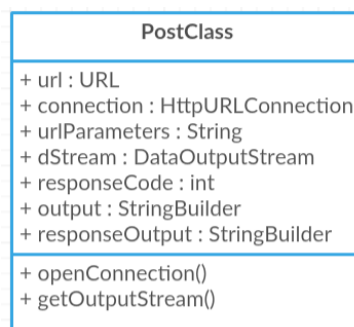 PostClass
+ url : URL
+ connection : HttpURLConnection
+ urlParameters : String
+ dStream : DataOutputStream
+ responseCode : int
+ output : StringBuilder
+ responseOutput : StringBuilder
+ openConnection()
+ getOutputStream()